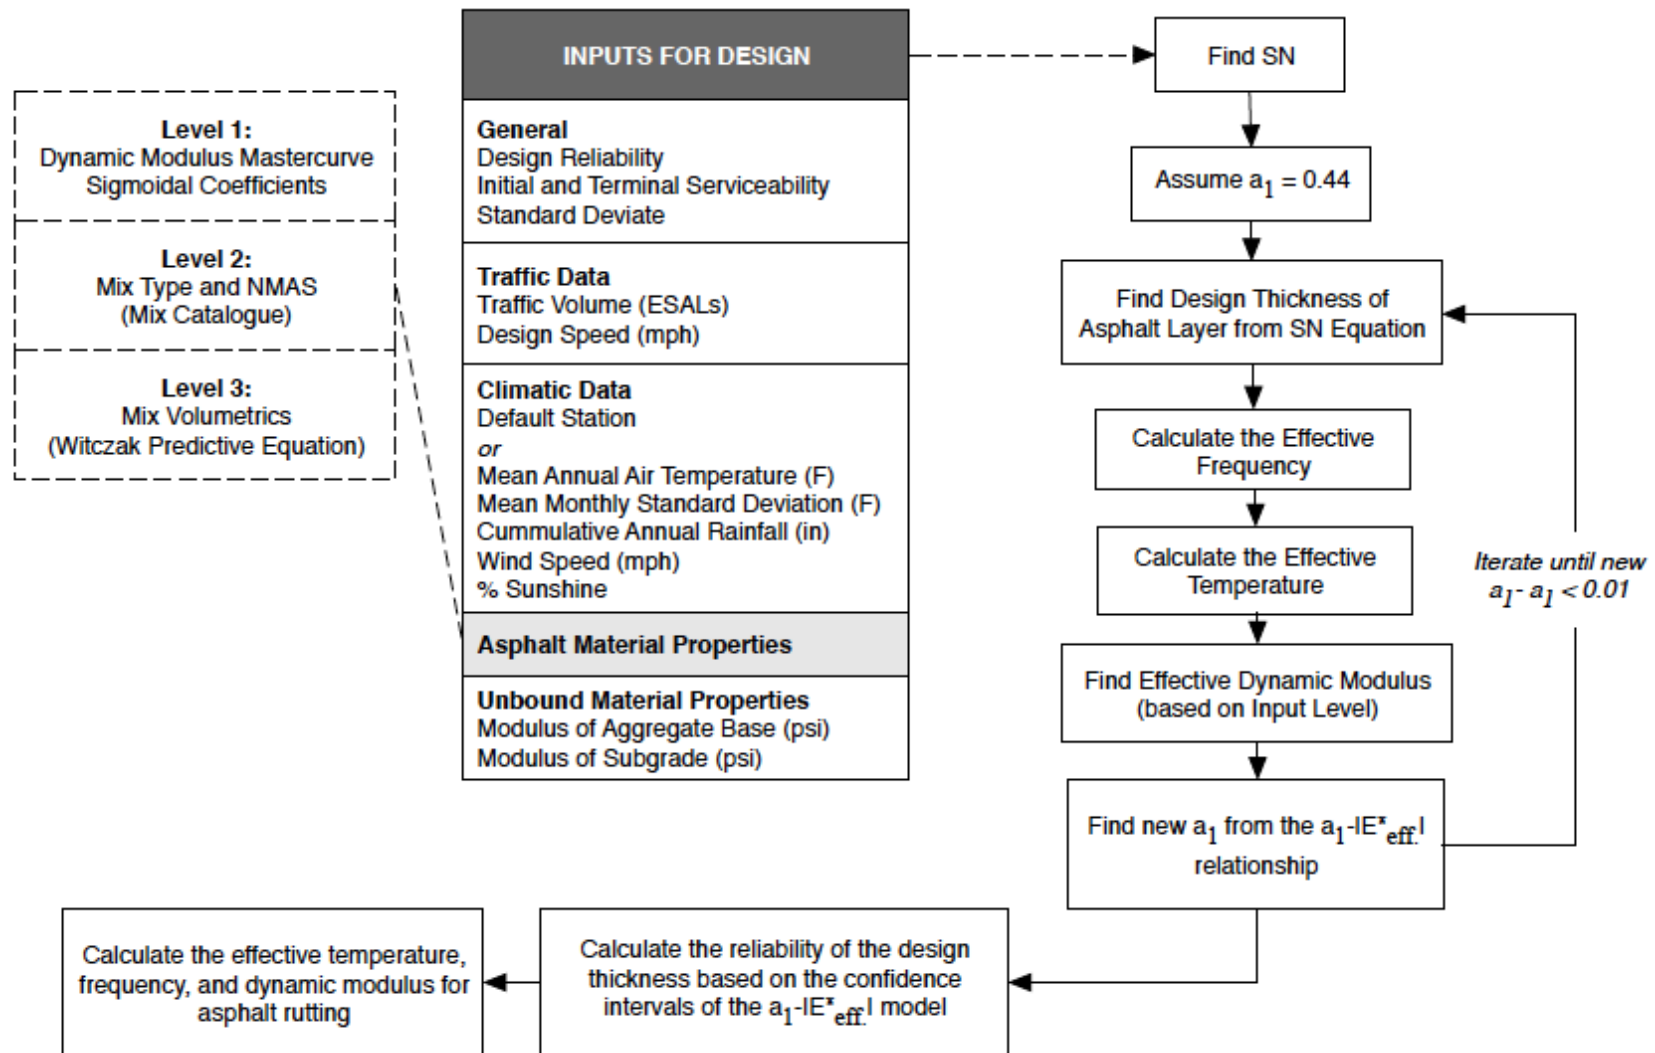 INPUTS FOR DESIGN
General
Design Reliability
Initial and Terminal Serviceability
Standard Deviate
Traffic Data
Traffic Volume (ESALs)
Design Speed (mph)
Climatic Data
Default Station
or
Mean Annual Air Temperature (F)
Mean Monthly Standard Deviation (F)
Cummulative Annual Rainfall (in)
Wind Speed (mph)
% Sunshine
Asphalt Material Properties
Unbound Material Properties
Modulus of Aggregate Base (psi)
Modulus of Subgrade (psi)
Level 1:
Dynamic Modulus Mastercurve
Sigmoidal Coefficients
Level 2:
Mix Type and NMAS
(Mix Catalogue)
Level 3:
Mix Volumetrics
(Witczak Predictive Equation)
Find SN
Assume a1 = 0.44
Find Design Thickness of
Asphalt Layer from SN Equation
Calculate the Effective
Frequency
Calculate the Effective
Temperature
Find Effective Dynamic Modulus
(based on Input Level)
Find new a1 from the a1-IE*eff.I
relationship
Iterate until new
a1- a1 < 0.01
Calculate the reliability of the design
thickness based on the confidence
intervals of the a1-IE*eff.I model
Calculate the effective temperature,
frequency, and dynamic modulus for
asphalt rutting